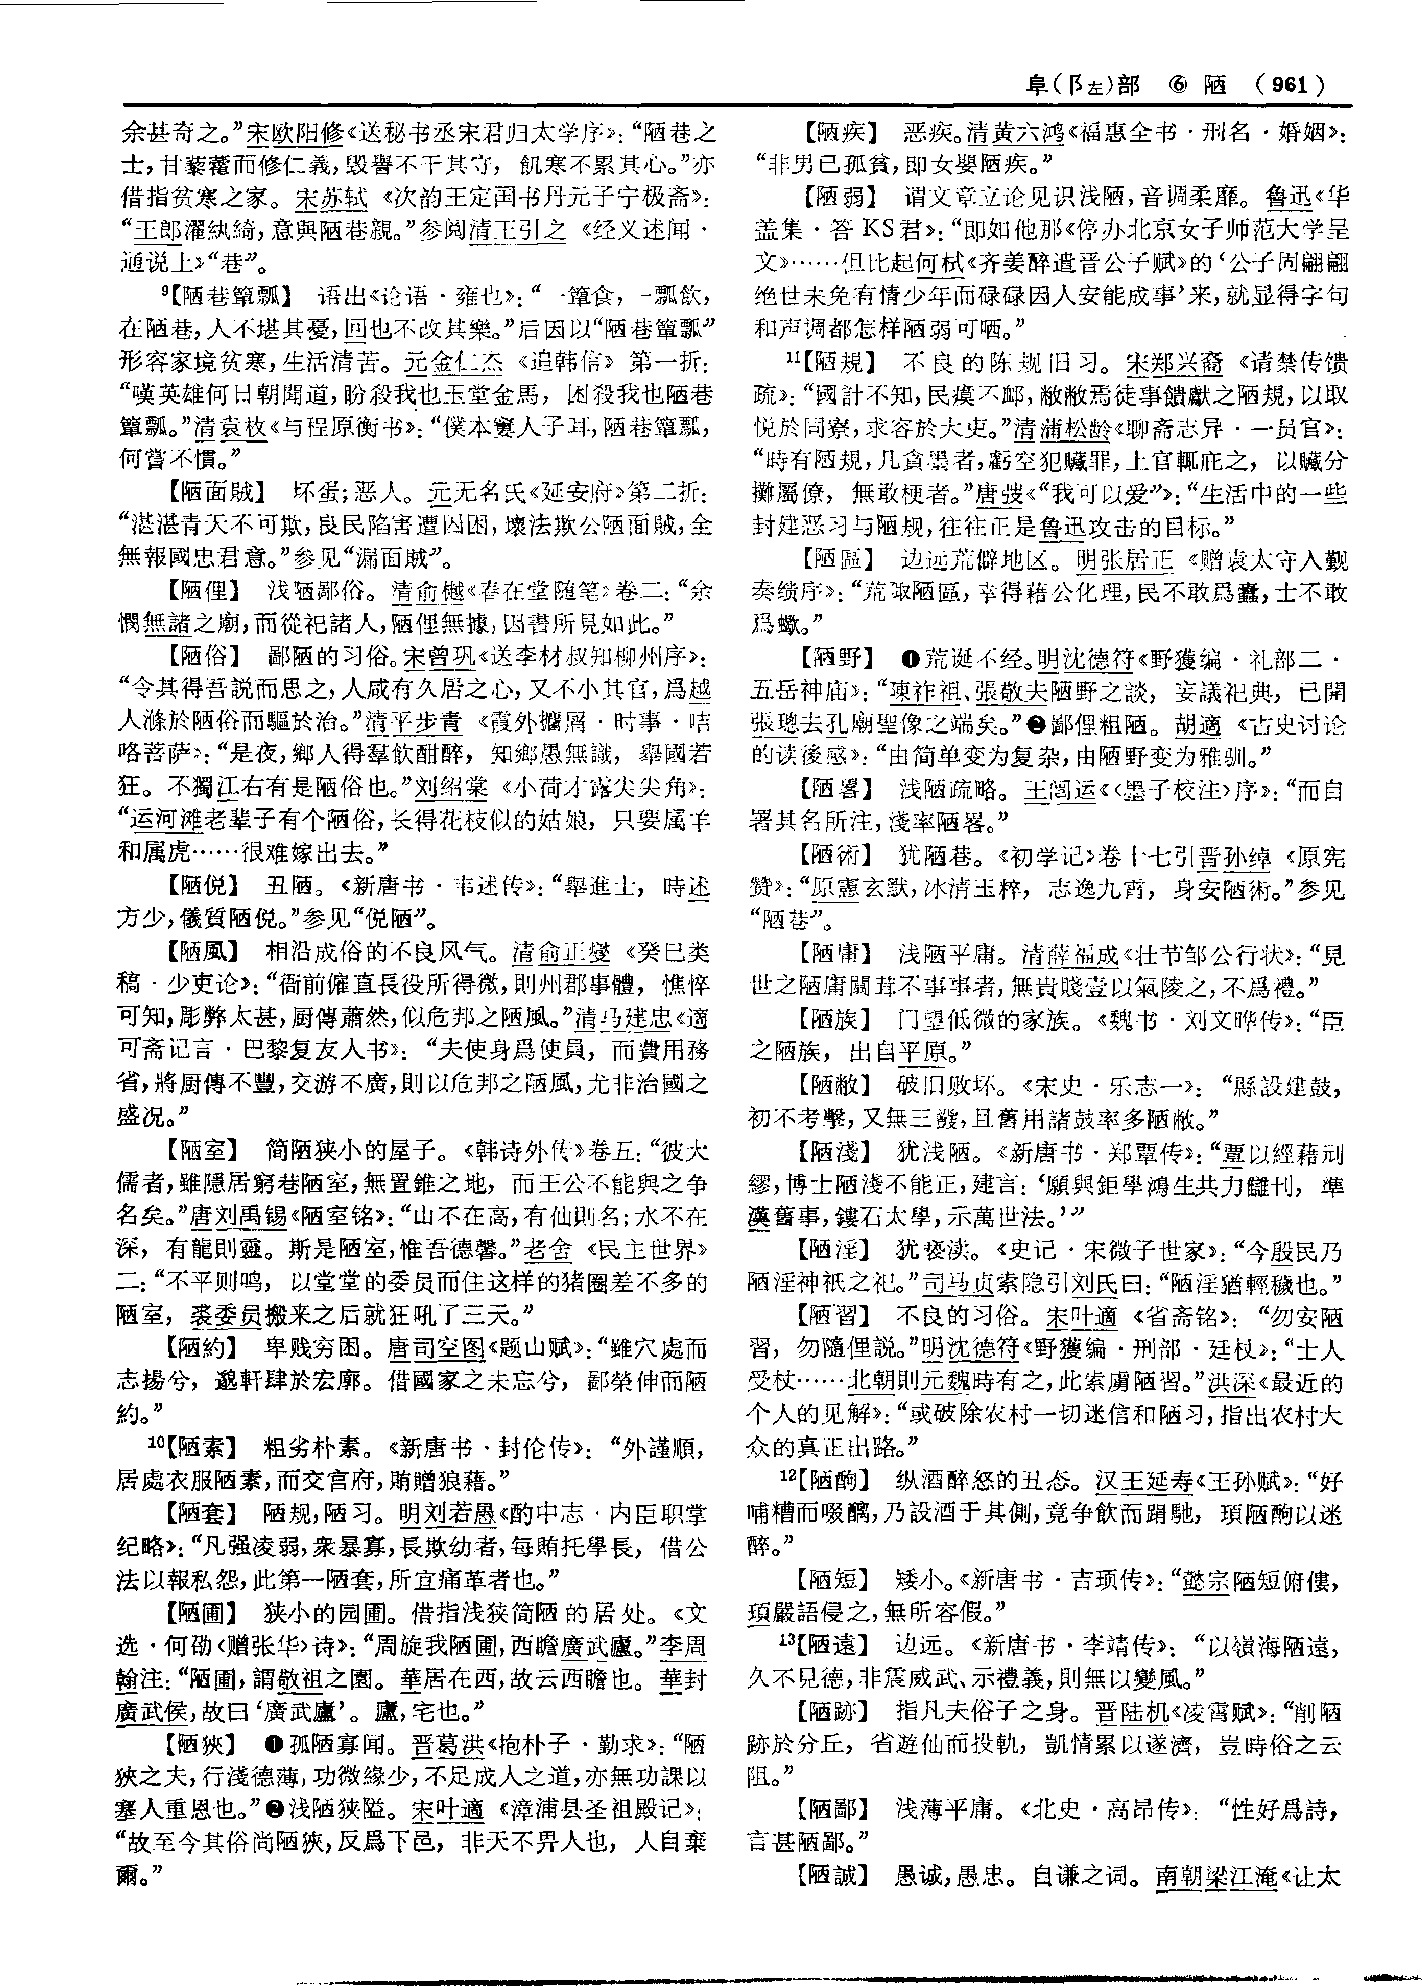 阜(阝左)部 ⑥ 陋 (961)
余甚奇之。”宋欧阳修《送秘书丞宋君归太学序》：“陋巷之
士，甘藜藿而修仁義，毁譽不干其守，飢寒不累其心。”亦
借指贫寒之家。宋苏轼《次韵王定国书丹元子宁极斋》：
“王郎濯紈綺，意與陋巷親。”参阅清王引之《经义述闻·
通说上》“巷”。
9【陋巷簞瓢】 语出《论语·雍也》：“一簞食，一瓢飲，
在陋巷，人不堪其憂，回也不改其樂。”后因以“陋巷簞瓢”
形容家境贫寒，生活清苦。元金仁杰《追韩信》第一折：
“嘆英雄何日朝聞道，盼殺我也玉堂金馬，困殺我也陋巷
簞瓢。”清袁枚《与程原衡书》：“僕本寠人子耳，陋巷簞瓢，
何嘗不慣。”
【陋面賊】 坏蛋；恶人。元无名氏《延安府》第二折：
“湛湛青天不可欺，良民陷害遭囚困，壞法欺公陋面賊，全
無報國忠君意。”参见“漏面賊”。
【陋俚】 浅陋鄙俗。清俞樾《春在堂随笔》卷二：“余
憫無諸之廟，而從祀諸人，陋俚無據，因書所見如此。”
【陋俗】 鄙陋的习俗。宋曾巩《送李材叔知柳州序》：
“令其得吾説而思之，人咸有久居之心，又不小其官，爲越
人滌於陋俗而驅於治。”清平步青《霞外攟屑·时事·咭
咯菩萨》：“是夜，鄉人得羣飲酣醉，知鄉愚無識，舉國若
狂。不獨江右有是陋俗也。”刘绍棠《小荷才露尖尖角》：
“运河滩老辈子有个陋俗，长得花枝似的姑娘，只要属羊
和属虎……很难嫁出去。”
【陋侻】 丑陋。《新唐书·韦述传》：“舉進士，時述
方少，儀質陋侻。”参见“侻陋”。
【陋風】 相沿成俗的不良风气。清俞正燮《癸巳类
稿·少吏论》：“衙前僱直長役所得微，則州郡事體，憔悴
可知，彫弊太甚，厨傳蕭然，似危邦之陋風。”清马建忠《適
可斋记言·巴黎复友人书》：“夫使身爲使員，而費用務
省，將厨傳不豐，交游不廣，則以危邦之陋風，尤非治國之
盛况。”
【陋室】 简陋狭小的屋子。《韩诗外传》卷五：“彼大
儒者，雖隱居窮巷陋室，無置錐之地，而王公不能與之争
名矣。”唐刘禹锡《陋室铭》：“山不在高，有仙則名；水不在
深，有龍則靈。斯是陋室，惟吾德馨。”老舍《民主世界》
二：“不平则鸣，以堂堂的委员而住这样的猪圈差不多的
陋室，裘委员搬来之后就狂吼了三天。”
【陋約】 卑贱穷困。唐司空图《题山赋》：“雖穴處而
志揚兮，邈軒肆於宏廓。借國家之未忘兮，鄙榮伸而陋
約。”
10【陋素】 粗劣朴素。《新唐书·封伦传》：“外謹順，
居處衣服陋素，而交宫府，賄贈狼藉。”
【陋套】 陋规，陋习。明刘若愚《酌中志·内臣职掌
纪略》：“凡强凌弱，衆暴寡，長欺幼者，每賄托學長，借公
法以報私怨，此第一陋套，所宜痛革者也。”
【陋圃】 狭小的园圃。借指浅狭简陋的居处。《文
选·何劭〈赠张华〉诗》：“周旋我陋圃，西瞻廣武廬。”李周
翰注：“陋圃，謂敬祖之園。華居在西，故云西瞻也。華封
廣武侯，故曰‘廣武廬’。廬，宅也。”
【陋狹】 ❶孤陋寡闻。晋葛洪《抱朴子·勤求》：“陋
狹之夫，行淺德薄，功微緣少，不足成人之道，亦無功課以
塞人重恩也。”❷浅陋狭隘。宋叶適《漳浦县圣祖殿记》：
“故至今其俗尚陋狹，反爲下邑，非天不畀人也，人自棄
爾。”
【陋疾】 恶疾。清黄六鸿《福惠全书·刑名·婚姻》：
“非男已孤貧，即女嬰陋疾。”
【陋弱】 谓文章立论见识浅陋，音调柔靡。鲁迅《华
盖集·答KS君》：“即如他那《停办北京女子师范大学呈
文》……但比起何栻《齐姜醉遣晋公子赋》的‘公子固翩翩
绝世未免有情少年而碌碌因人安能成事’来，就显得字句
和声调都怎样陋弱可哂。”
11【陋規】 不良的陈规旧习。宋郑兴裔《请禁传馈
疏》：“國計不知，民瘼不卹，敝敝焉徒事饋獻之陋規，以取
悦於同寮，求容於大吏。”清蒲松龄《聊斋志异·一员官》：
“時有陋規，凡貪墨者，虧空犯贓罪，上官輒庇之，以贓分
攤屬僚，無敢梗者。”唐弢《“我可以爱”》：“生活中的一些
封建恶习与陋规，往往正是鲁迅攻击的目标。”
【陋區】 边远荒僻地区。明张居正《赠袁太守入觐
奏绩序》：“荒陬陋區，幸得藉公化理，民不敢爲蠹，士不敢
爲蠍。”
【陋野】 ❶荒诞不经。明沈德符《野獲编·礼部二·
五岳神庙》：“陳祚祖、張敬夫陋野之談，妄議祀典，已開
張璁去孔廟聖像之端矣。”❷鄙俚粗陋。胡適《古史讨论
的读後感》：“由简单变为复杂，由陋野变为雅驯。”
【陋畧】 浅陋疏略。王闿运《〈墨子校注〉序》：“而自
署其名所注，淺率陋畧。”
【陋術】 犹陋巷。《初学记》卷十七引晋孙绰《原宪
赞》：“原憲玄默，冰清玉粹，志逸九霄，身安陋術。”参见
“陋巷”。
【陋庸】 浅陋平庸。清薛福成《壮节邹公行状》：“見
世之陋庸闒茸不事事者，無貴賤壹以氣陵之，不爲禮。”
【陋族】 门望低微的家族。《魏书·刘文晔传》：“臣
之陋族，出自平原。”
【陋敝】 破旧败坏。《宋史·乐志一》：“縣設建鼓，
初不考擊，又無三鼗，且舊用諸鼓率多陋敝。”
【陋淺】 犹浅陋。《新唐书·郑覃传》：“覃以經藉刓
繆，博士陋淺不能正，建言：‘願與鉅學鴻生共力讎刊，準
漢舊事，鏤石太學，示萬世法。’”
【陋淫】 犹亵渎。《史记·宋微子世家》：“今殷民乃
陋淫神祇之祀。”司马贞索隐引刘氏曰：“陋淫猶輕穢也。”
【陋習】 不良的习俗。宋叶適《省斋铭》：“勿安陋
習，勿隨俚説。”明沈德符《野獲编·刑部·廷杖》：“士人
受杖……北朝則元魏時有之，此索虜陋習。”洪深《最近的
个人的见解》：“或破除农村一切迷信和陋习，指出农村大
众的真正出路。”
12【陋酗】 纵酒醉怒的丑态。汉王延寿《王孙赋》：“好
哺糟而啜醨，乃設酒于其側，竟争飲而跼馳，頊陋酗以迷
醉。”
【陋短】 矮小。《新唐书·吉顼传》：“懿宗陋短俯僂，
頊嚴語侵之，無所容假。”
13【陋遠】 边远。《新唐书·李靖传》：“以嶺海陋遠，
久不見德，非震威武、示禮義，則無以變風。”
【陋跡】 指凡夫俗子之身。晋陆机《凌霄赋》：“削陋
跡於分丘，省遊仙而投軌，凱情累以遂濟，豈時俗之云
阻。”
【陋鄙】 浅薄平庸。《北史·高昂传》：“性好爲詩，
言甚陋鄙。”
【陋誠】 愚诚，愚忠。自谦之词。南朝梁江淹《让太